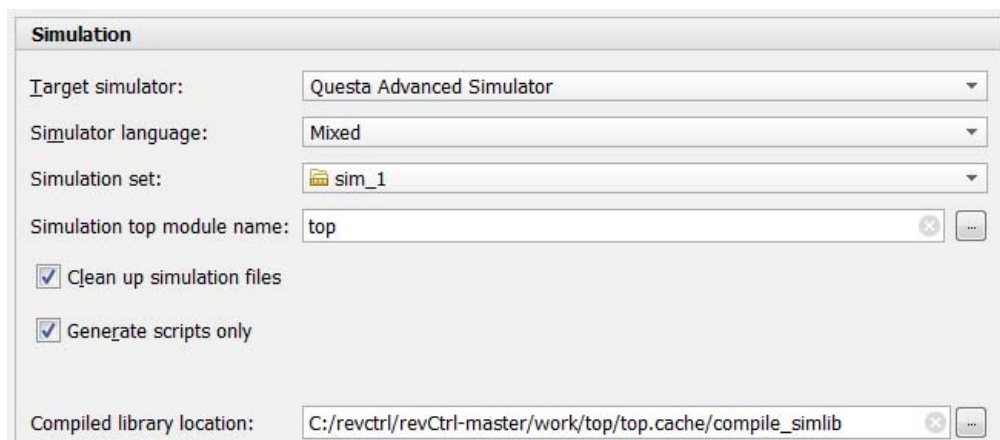 Simulation
Target simulator: Questa Advanced Simulator
Simulator language: Mixed
Simulation set: sim_1
Simulation top module name: top ...
Clean up simulation files
Generate scripts only
Compiled library location: C:/revctrl/revCtrl-master/work/top/top.cache/compile_simlib ...